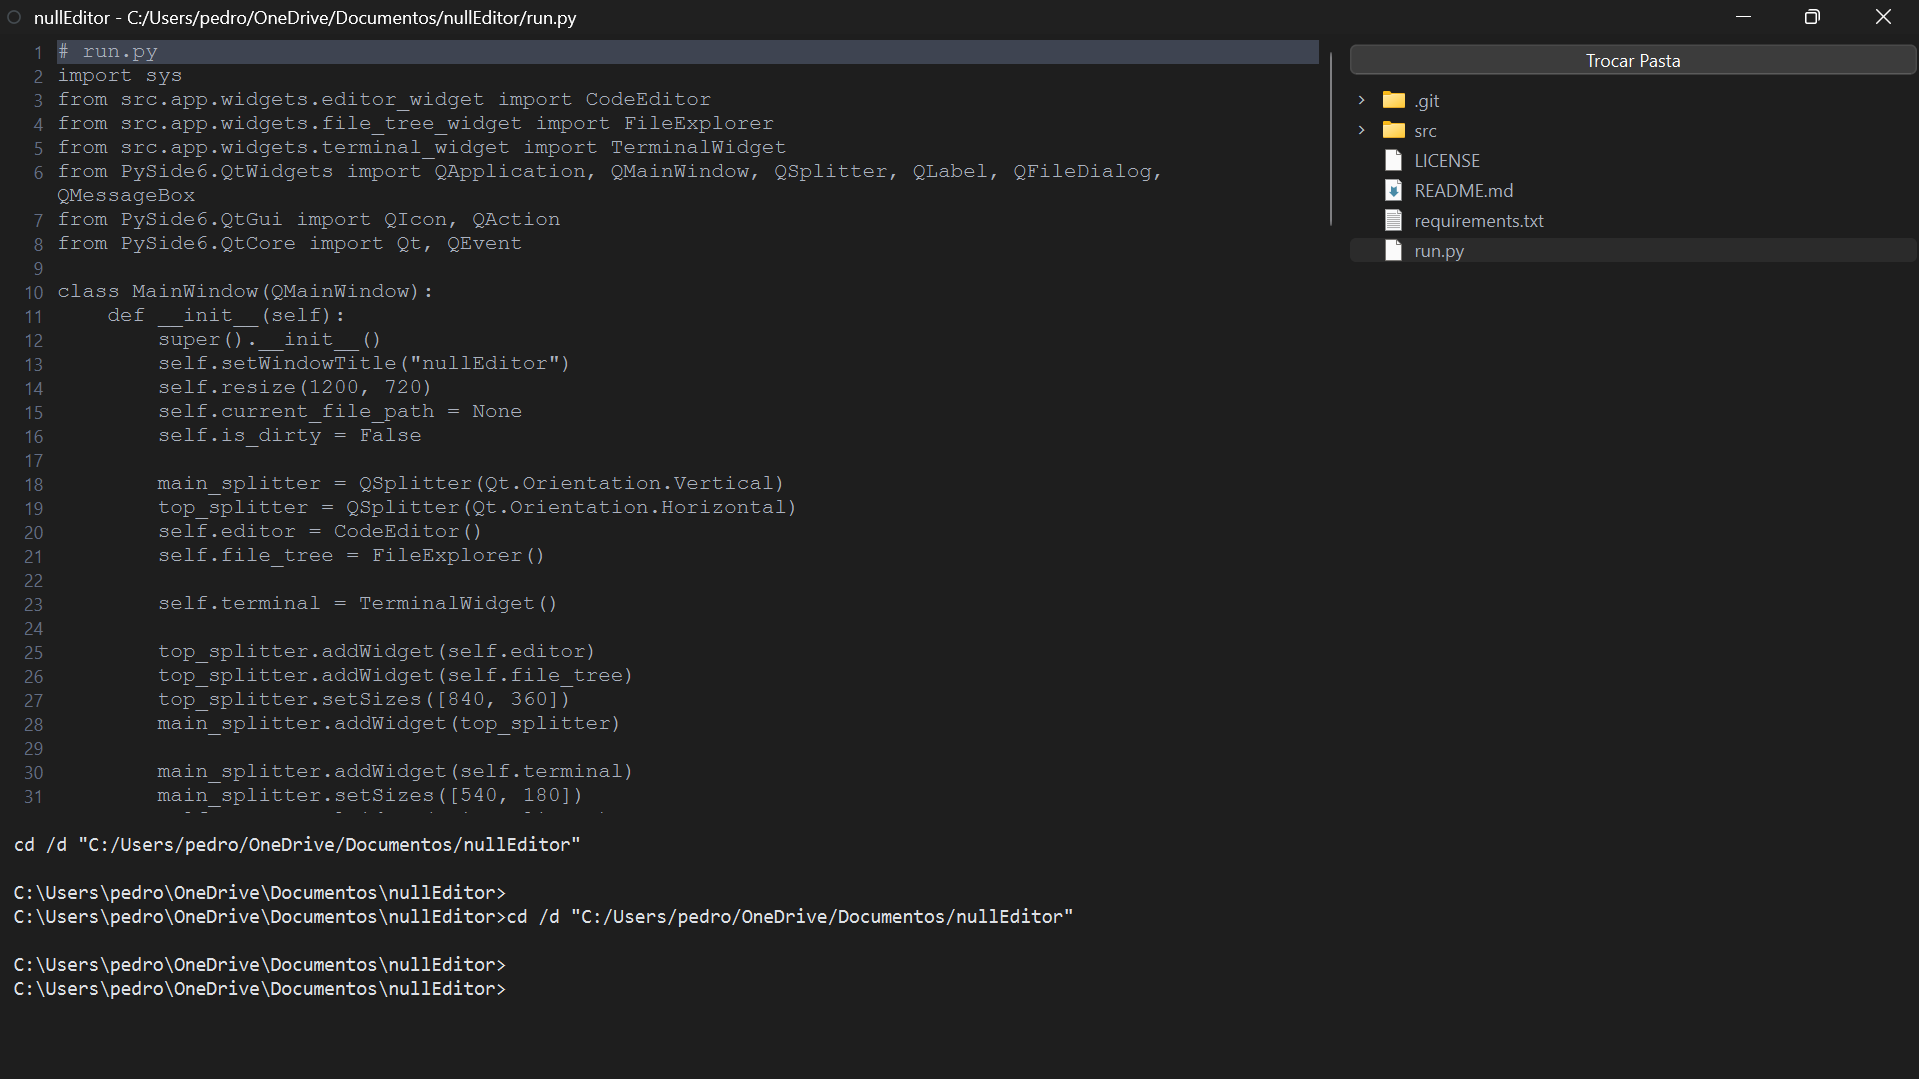 nullEditor - C:/Users/pedro/OneDrive/Documentos/nullEditor/run.py
1 # run.py
2 import sys
3 from src.app.widgets.editor_widget import CodeEditor
4 from src.app.widgets.file_tree_widget import FileExplorer
5 from src.app.widgets.terminal_widget import TerminalWidget
6 from PySide6.QtWidgets import QApplication, QMainWindow, QSplitter, QLabel, QFileDialog,
QMessageBox
7 from PySide6.QtGui import QIcon, QAction
8 from PySide6.QtCore import Qt, QEvent
9
10 class MainWindow(QMainWindow):
11     def __init__(self):
12         super().__init__()
13         self.setWindowTitle("nullEditor")
14         self.resize(1200, 720)
15         self.current_file_path = None
16         self.is_dirty = False
17
18         main_splitter = QSplitter(Qt.Orientation.Vertical)
19         top_splitter = QSplitter(Qt.Orientation.Horizontal)
20         self.editor = CodeEditor()
21         self.file_tree = FileExplorer()
22
23         self.terminal = TerminalWidget()
24
25         top_splitter.addWidget(self.editor)
26         top_splitter.addWidget(self.file_tree)
27         top_splitter.setSizes([840, 360])
28         main_splitter.addWidget(top_splitter)
29
30         main_splitter.addWidget(self.terminal)
31         main_splitter.setSizes([540, 180])
Trocar Pasta
.git
src
LICENSE
README.md
requirements.txt
run.py
cd /d "C:/Users/pedro/OneDrive/Documentos/nullEditor"
C:\Users\pedro\OneDrive\Documentos\nullEditor>
C:\Users\pedro\OneDrive\Documentos\nullEditor>cd /d "C:/Users/pedro/OneDrive/Documentos/nullEditor"
C:\Users\pedro\OneDrive\Documentos\nullEditor>
C:\Users\pedro\OneDrive\Documentos\nullEditor>